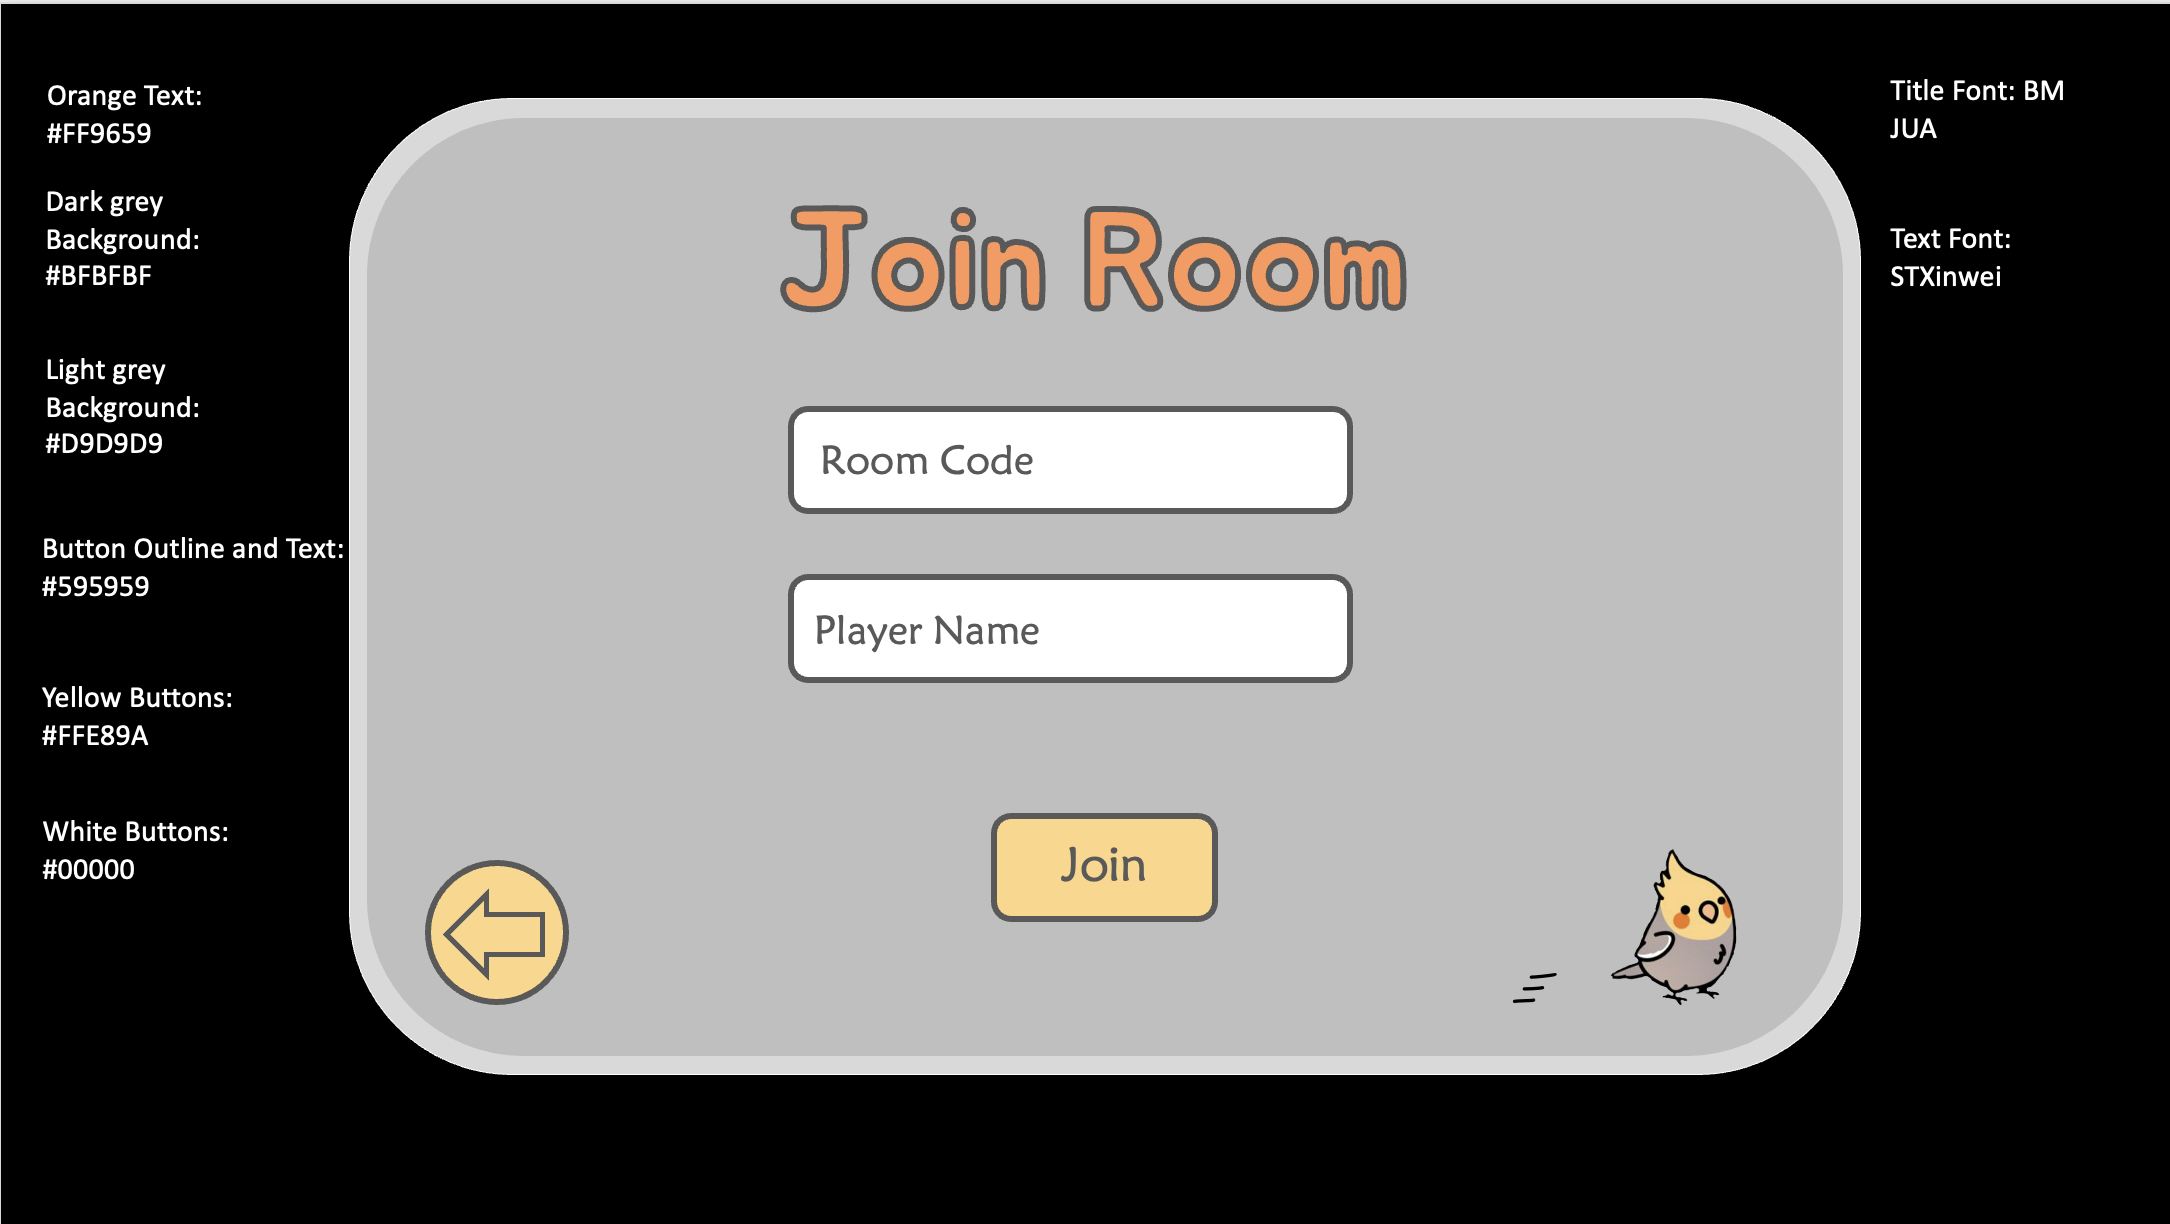 Orange Text:
#FF9659
Dark grey
Background:
#BFBFBF
Light grey
Background:
#D9D9D9
Button Outline and Text:
#595959
Yellow Buttons:
#FFE89A
White Buttons:
#00000
Join Room
Room Code
Player Name
Join
Title Font: BM
JUA
Text Font:
STXinwei